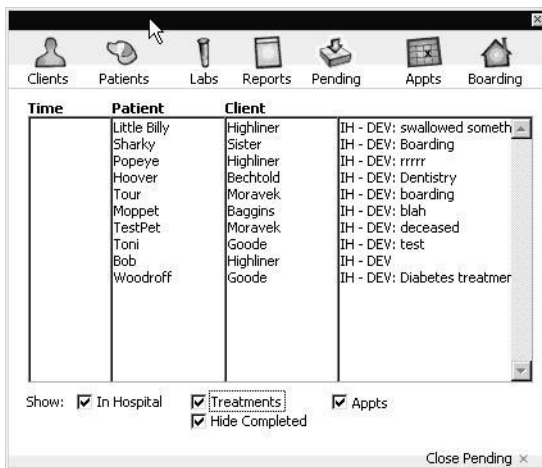 Clients Patients Labs Reports Pending Appts Boarding
Time Patient Client
Little Billy Highliner IH - DEV: swallowed someth
Sharky Sister IH - DEV: Boarding
Popeye Highliner IH - DEV: rrrrr
Hoover Bechtold IH - DEV: Dentistry
Tour Moravek IH - DEV: boarding
Moppet Baggins IH - DEV: blah
TestPet Moravek IH - DEV: deceased
Toni Goode IH - DEV: test
Bob Highliner IH - DEV
Woodroff Goode IH - DEV: Diabetes treatmer
Show: In Hospital Treatments Appts
Hide Completed
Close Pending ×